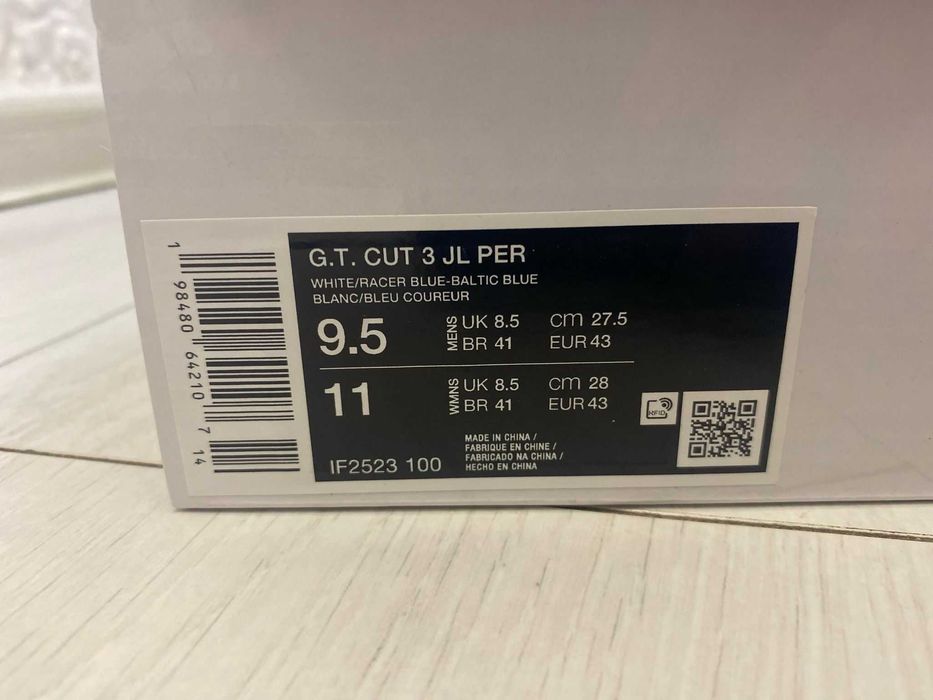 G.T. CUT 3 JL PER
WHITE/RACER BLUE-BALTIC BLUE
BLANC/BLEU COUREUR
9.5
MENS
UK 8.5 cm 27.5
BR 41 EUR 43
11
WMNS
UK 8.5 cm 28
BR 41 EUR 43
RFID
MADE IN CHINA /
FABRIQUE EN CHINE /
FABRICADO NA CHINA /
HECHO EN CHINA
IF2523 100
1 98480 64210 7 14